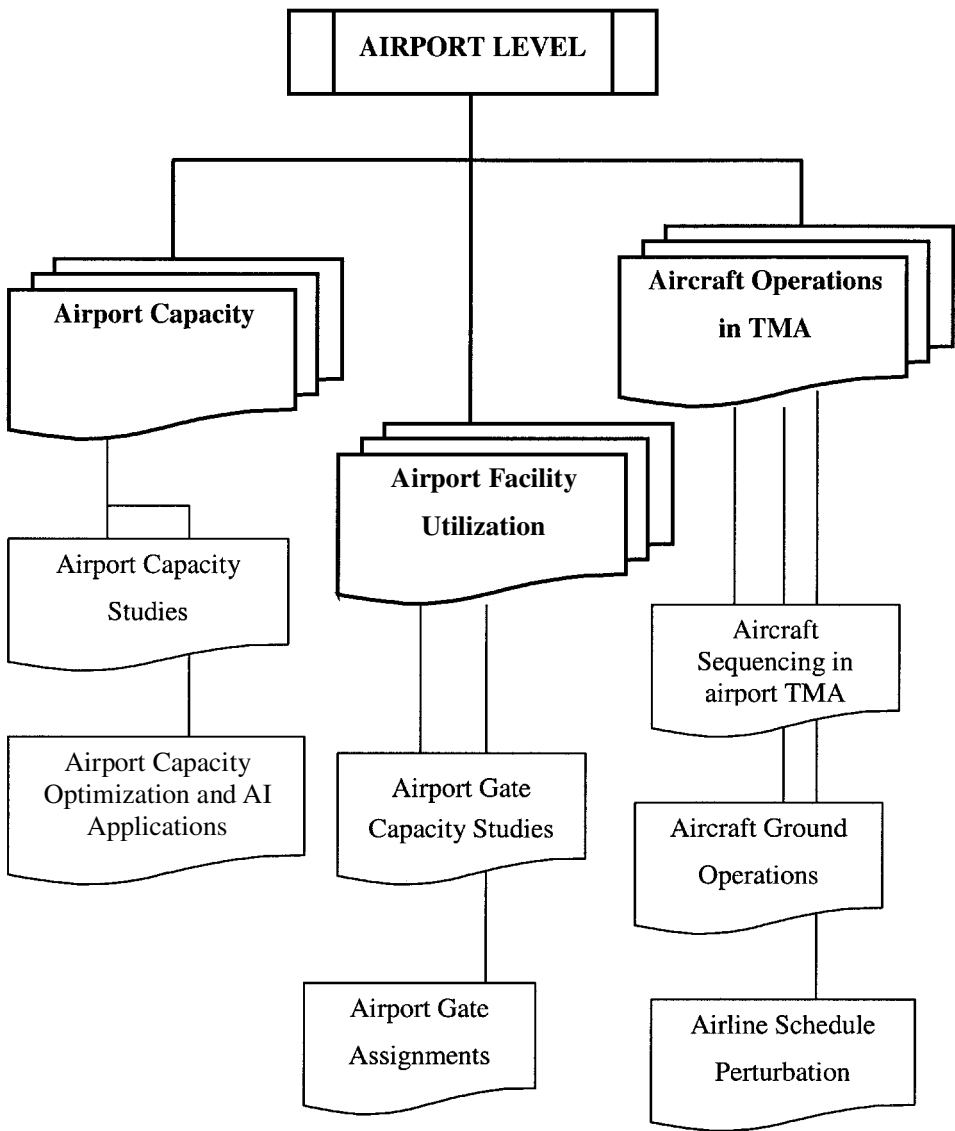 AIRPORT LEVEL
Airport Capacity
Aircraft Operations
in TMA
Airport Facility
Utilization
Airport Capacity
Studies
Aircraft
Sequencing in
airport TMA
Airport Capacity
Optimization and AI
Applications
Airport Gate
Capacity Studies
Aircraft Ground
Operations
Airport Gate
Assignments
Airline Schedule
Perturbation